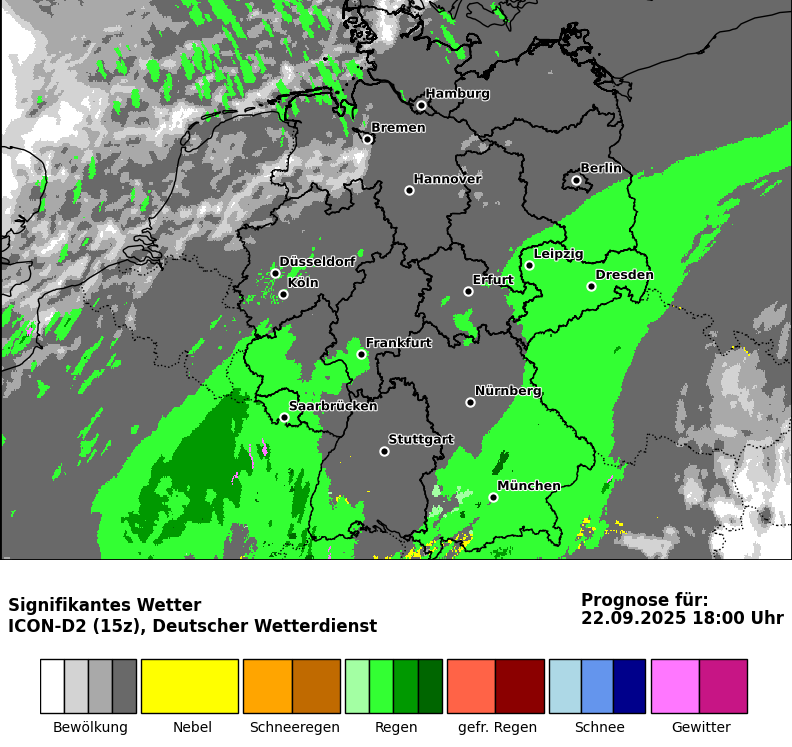 Hamburg
Bremen
Berlin
Hannover
Leipzig
Düsseldorf
Dresden
Köln
Erfurt
Frankfurt
Nürnberg
Saarbrücken
Stuttgart
München
Signifikantes Wetter
ICON-D2 (15z), Deutscher Wetterdienst
Prognose für:
22.09.2025 18:00 Uhr
Bewölkung
Nebel
Schneeregen
Regen
gefr. Regen
Schnee
Gewitter